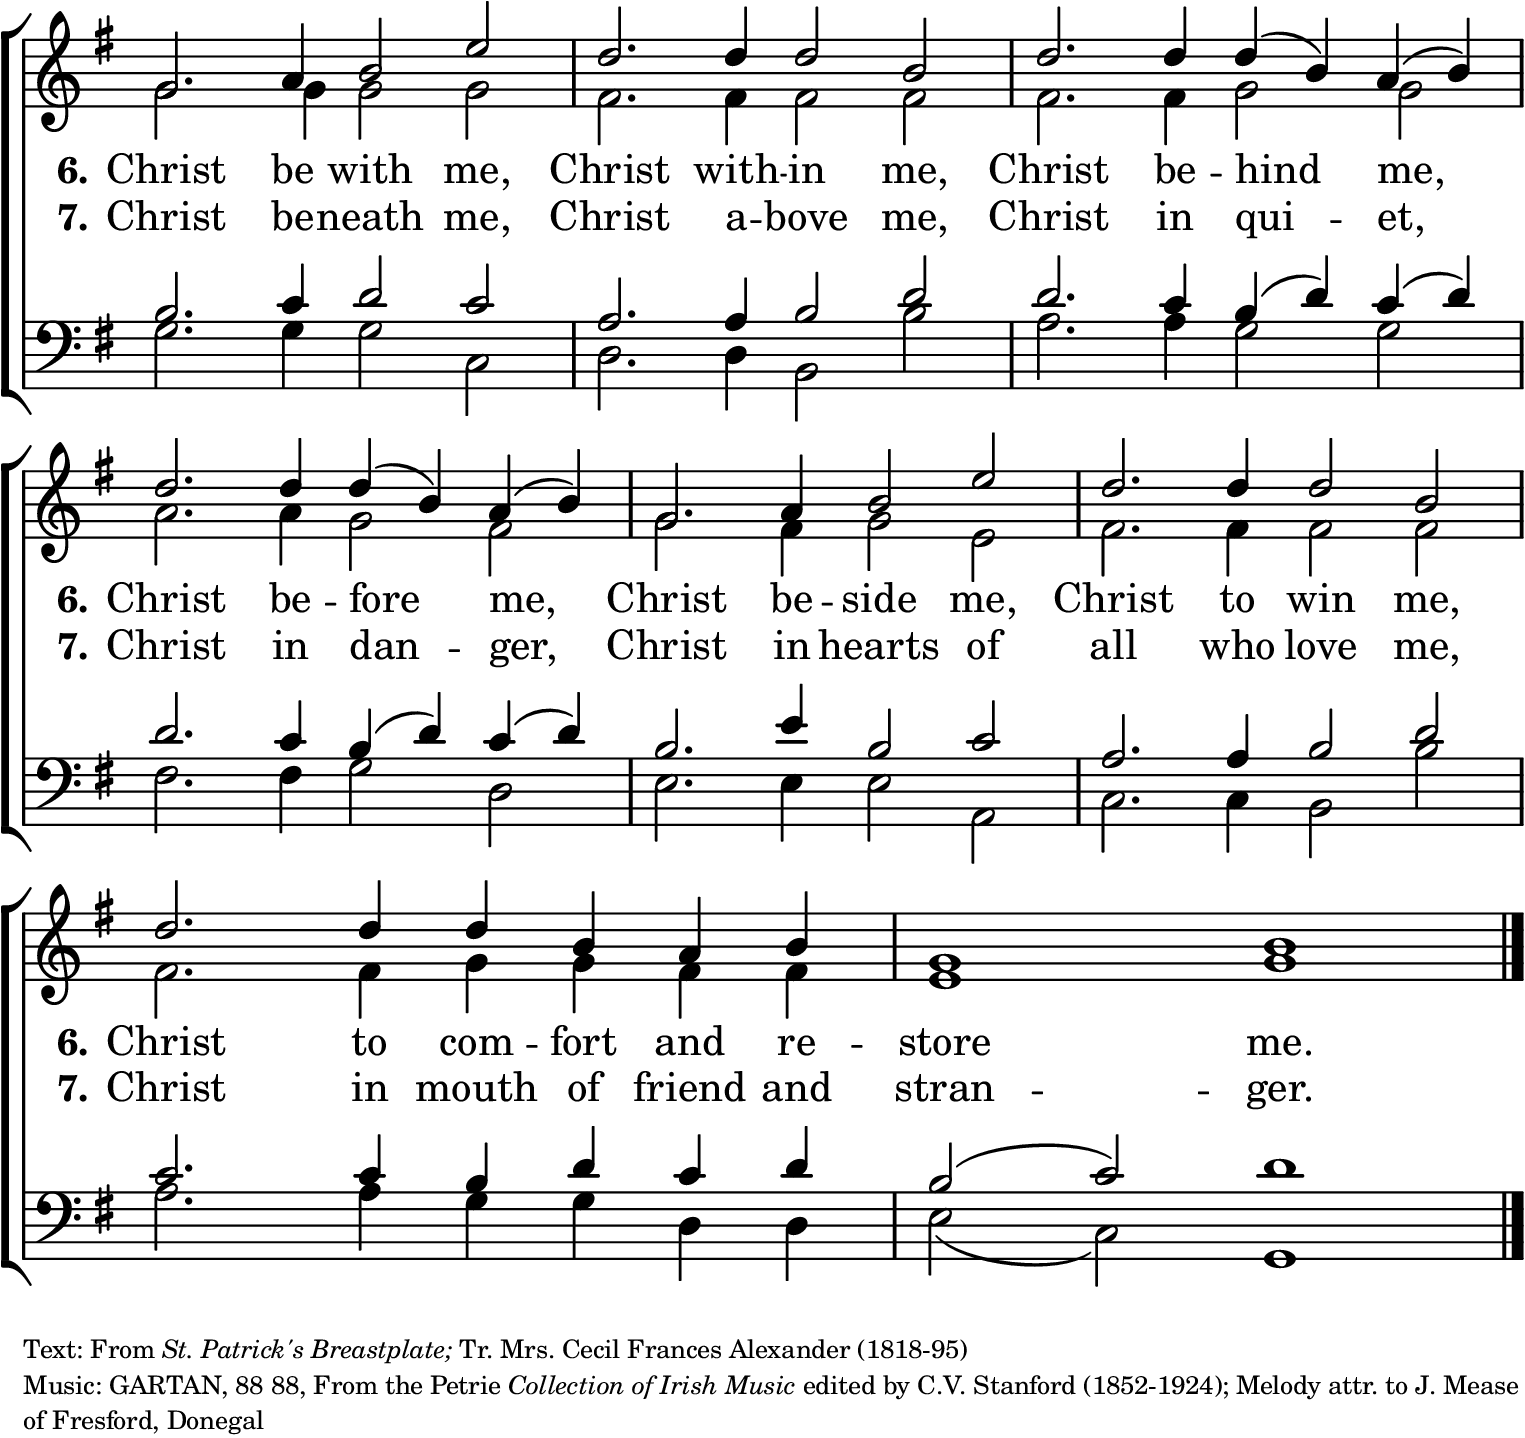 6. Christ be with me, Christ with-in me, Christ be - hind me,
7. Christ be-neath me, Christ a-bove me, Christ in qui - et,
6. Christ be - fore me, Christ be - side me, Christ to win me,
7. Christ in dan - ger, Christ in hearts of all who love me,
6. Christ to com - fort and re - store me.
7. Christ in mouth of friend and stran - - ger.
Text: From St. Patrick's Breastplate; Tr. Mrs. Cecil Frances Alexander (1818-95)
Music: GARTAN, 88 88, From the Petrie Collection of Irish Music edited by C.V. Stanford (1852-1924); Melody attr. to J. Mease
of Fresford, Donegal